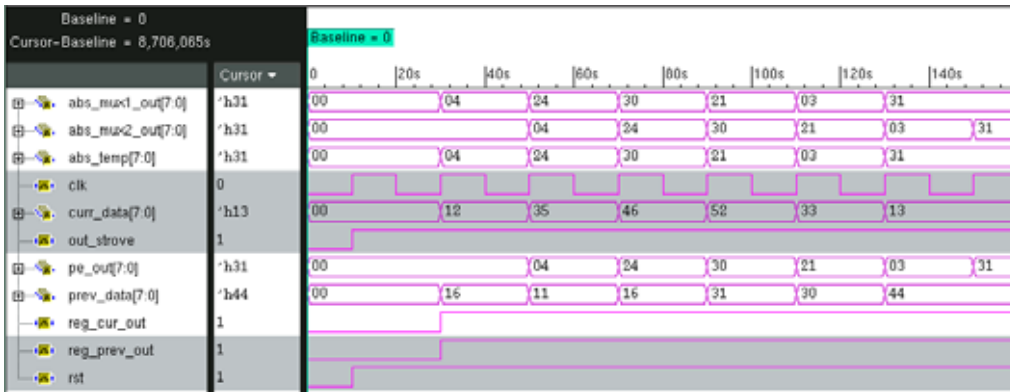 Baseline = 0
Cursor-Baseline = 8,706,065s
Baseline = 0
Cursor
0 20s 40s 60s 80s 100s 120s 140s
abs_mux1_out[7:0] 'h31 00 04 24 30 21 03 31
abs_mux2_out[7:0] 'h31 00 04 24 30 21 03 31
abs_temp[7:0] 'h31 00 04 24 30 21 03 31
clk 0
curr_data[7:0] 'h13 00 12 35 46 52 33 13
out_strove 1
pe_out[7:0] 'h31 00 04 24 30 21 03 31
prev_data[7:0] 'h44 00 16 11 16 31 30 44
reg_cur_out 1
reg_prev_out 1
rst 1